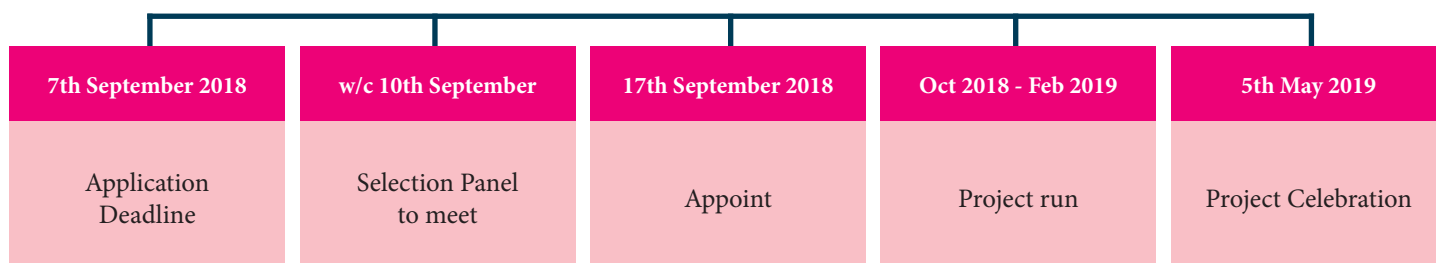 7th September 2018
w/c 10th September
17th September 2018
Oct 2018 - Feb 2019
5th May 2019
Application
Deadline
Selection Panel
to meet
Appoint
Project run
Project Celebration